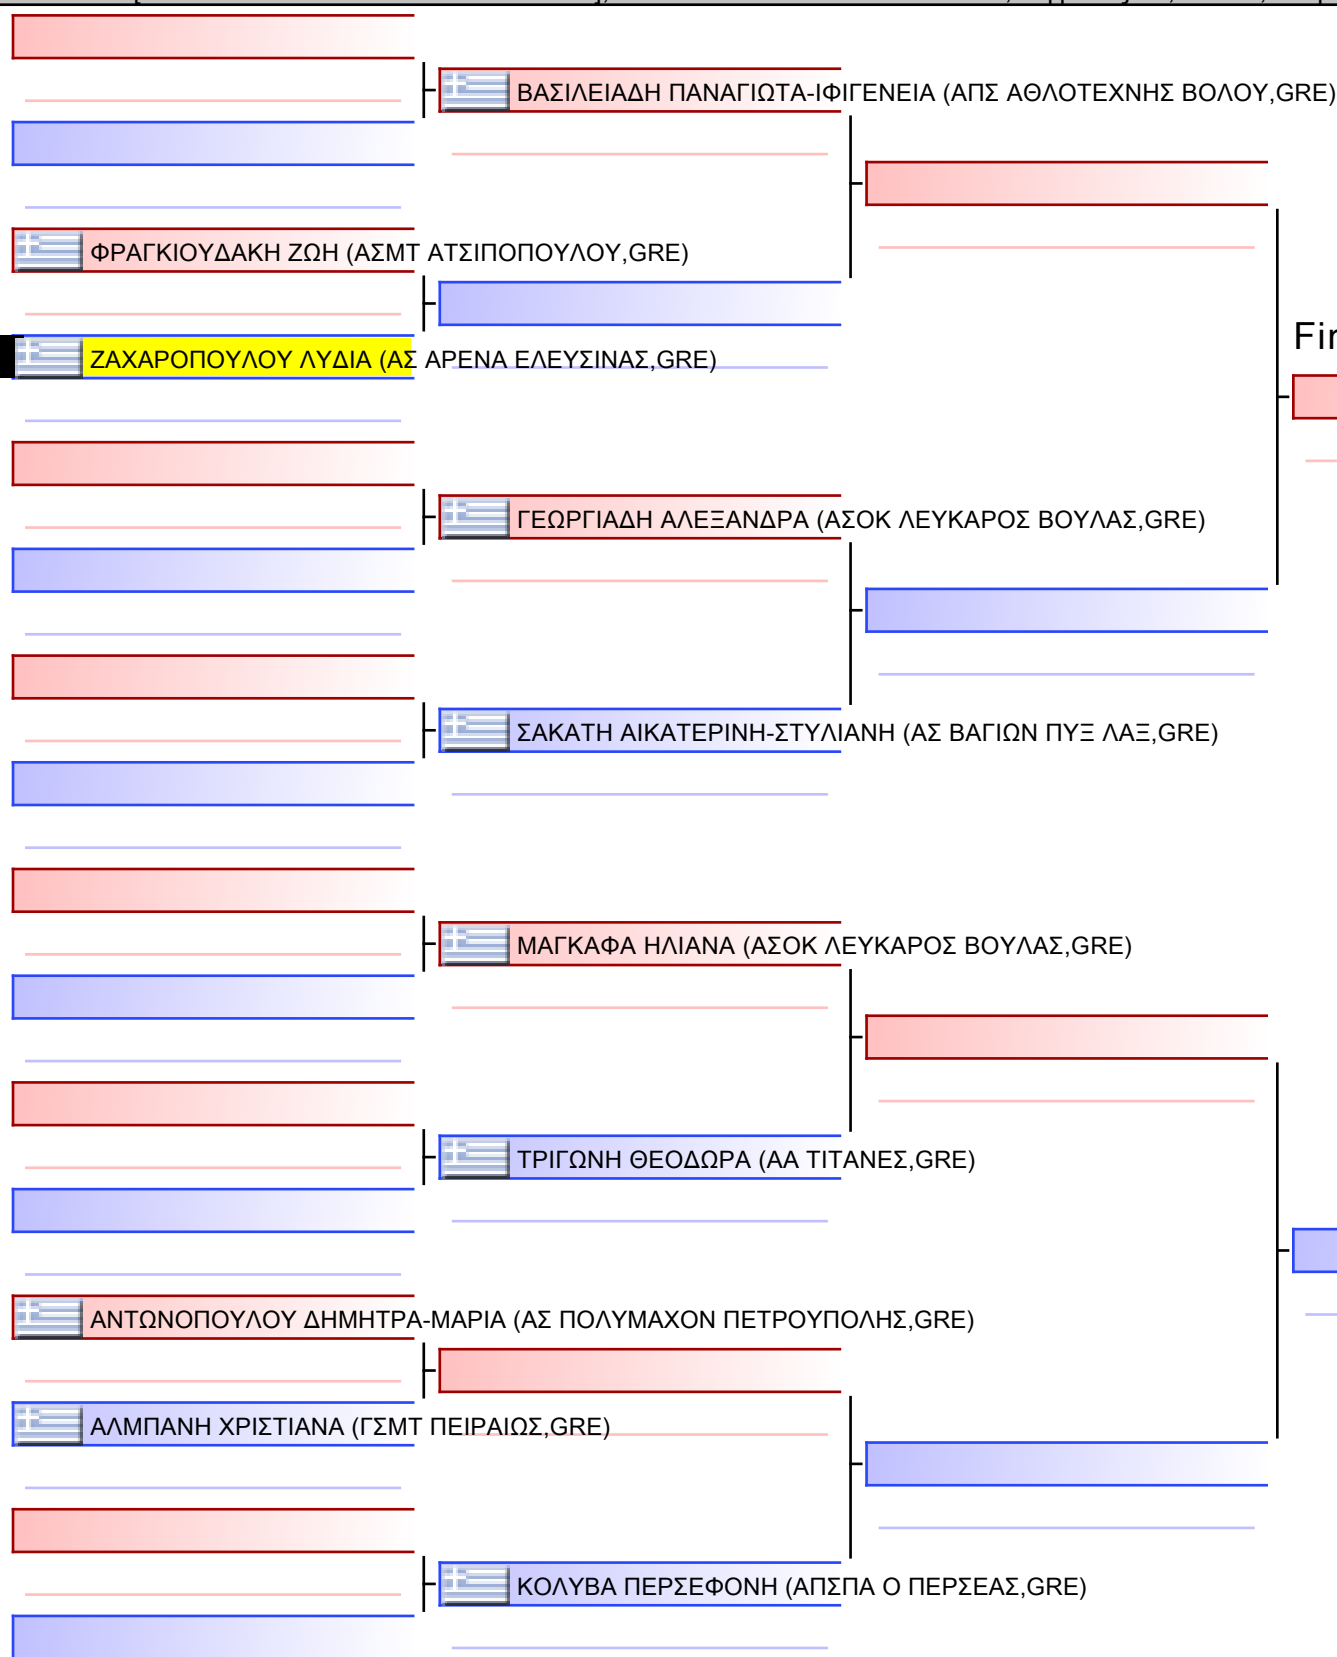 ΒΑΣΙΛΕΙΑΔΗ ΠΑΝΑΓΙΩΤΑ-ΙΦΙΓΕΝΕΙΑ (ΑΠΣ ΑΘΛΟΤΕΧΝΗΣ ΒΟΛΟΥ,GRE)
ΦΡΑΓΚΙΟΥΔΑΚΗ ΖΩΗ (ΑΣΜΤ ΑΤΣΙΠΟΠΟΥΛΟΥ,GRE)
Fin
ΖΑΧΑΡΟΠΟΥΛΟΥ ΛΥΔΙΑ (ΑΣ ΑΡΕΝΑ ΕΛΕΥΣΙΝΑΣ,GRE)
ΓΕΩΡΓΙΑΔΗ ΑΛΕΞΑΝΔΡΑ (ΑΣΟΚ ΛΕΥΚΑΡΟΣ ΒΟΥΛΑΣ,GRE)
ΣΑΚΑΤΗ ΑΙΚΑΤΕΡΙΝΗ-ΣΤΥΛΙΑΝΗ (ΑΣ ΒΑΓΙΩΝ ΠΥΞ ΛΑΞ,GRE)
ΜΑΓΚΑΦΑ ΗΛΙΑΝΑ (ΑΣΟΚ ΛΕΥΚΑΡΟΣ ΒΟΥΛΑΣ,GRE)
ΤΡΙΓΩΝΗ ΘΕΟΔΩΡΑ (ΑΑ ΤΙΤΑΝΕΣ,GRE)
ΑΝΤΩΝΟΠΟΥΛΟΥ ΔΗΜΗΤΡΑ-ΜΑΡΙΑ (ΑΣ ΠΟΛΥΜΑΧΟΝ ΠΕΤΡΟΥΠΟΛΗΣ,GRE)
ΑΛΜΠΑΝΗ ΧΡΙΣΤΙΑΝΑ (ΓΣΜΤ ΠΕΙΡΑΙΩΣ,GRE)
ΚΟΛΥΒΑ ΠΕΡΣΕΦΟΝΗ (ΑΠΣΠΑ Ο ΠΕΡΣΕΑΣ,GRE)